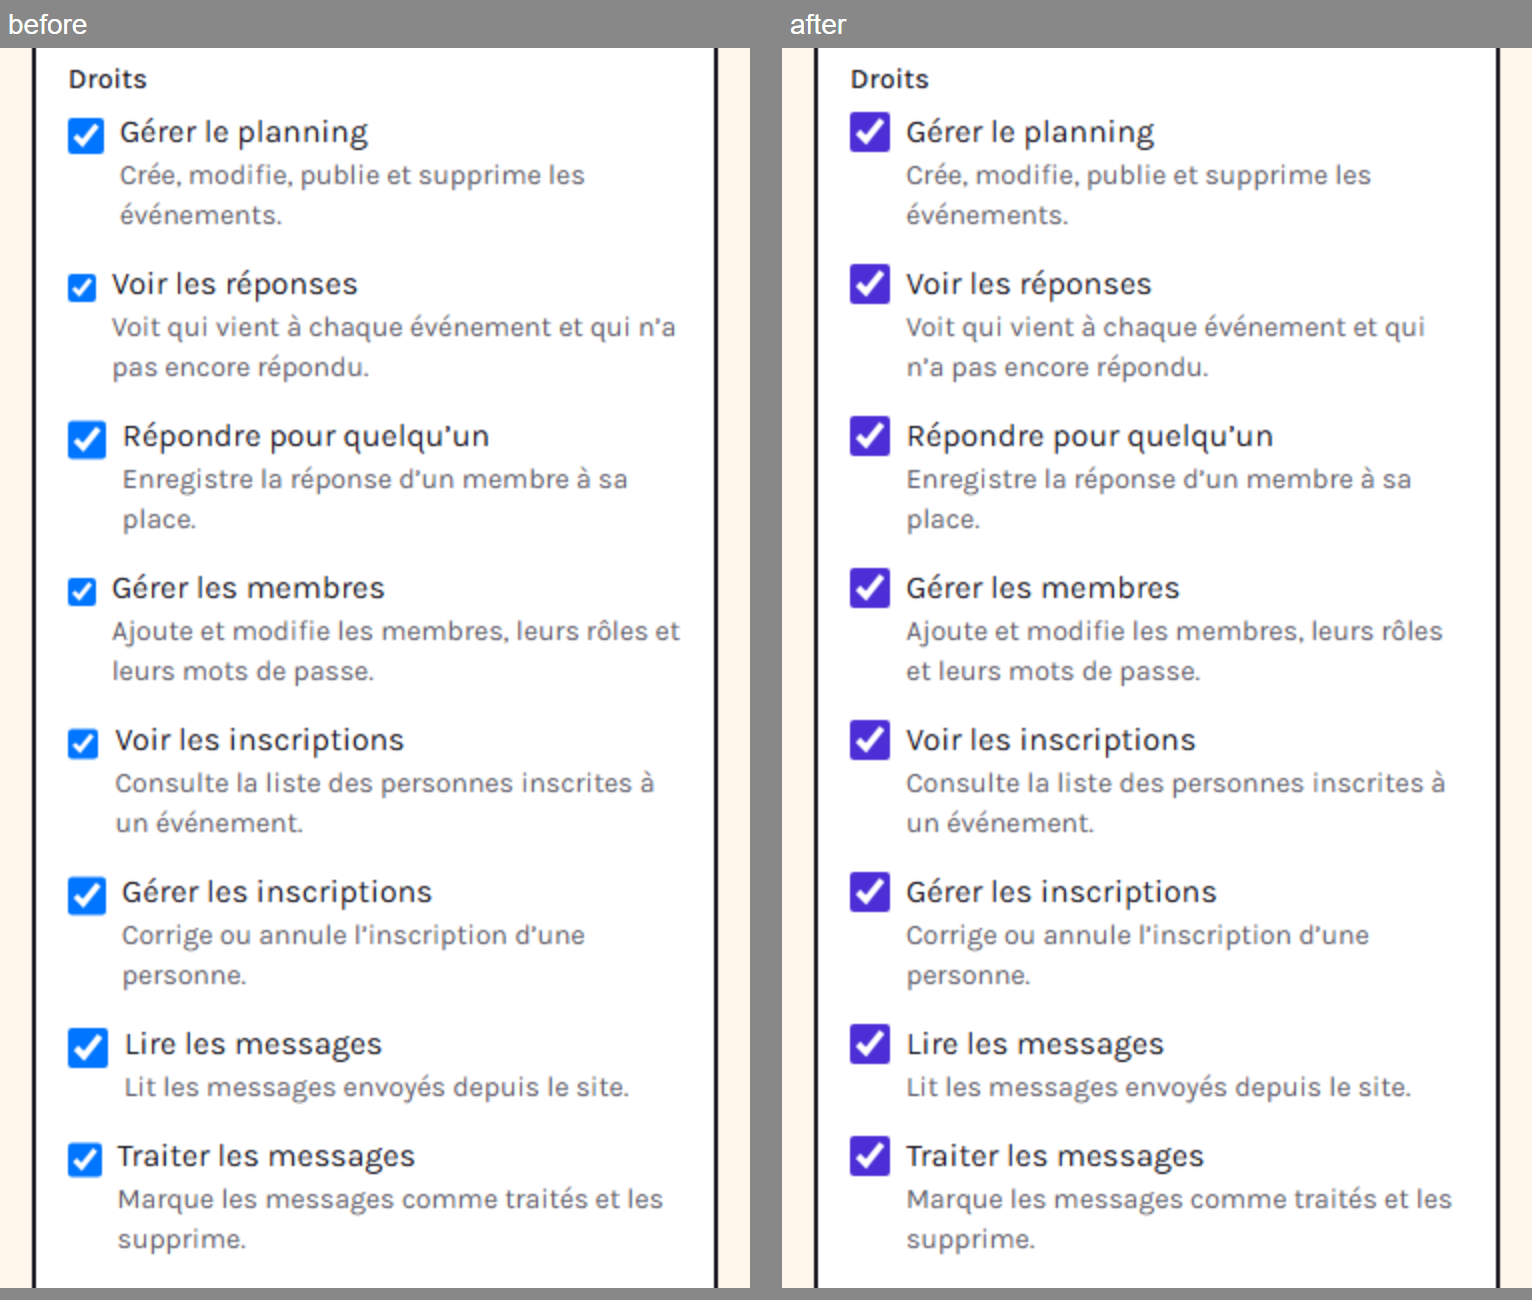 before
Droits
Gérer le planning
Crée, modifie, publie et supprime les
événements.
Voir les réponses
Voit qui vient à chaque événement et qui n’a
pas encore répondu.
Répondre pour quelqu’un
Enregistre la réponse d’un membre à sa
place.
Gérer les membres
Ajoute et modifie les membres, leurs rôles et
leurs mots de passe.
Voir les inscriptions
Consulte la liste des personnes inscrites à
un événement.
Gérer les inscriptions
Corrige ou annule l’inscription d’une
personne.
Lire les messages
Lit les messages envoyés depuis le site.
Traiter les messages
Marque les messages comme traités et les
supprime.
after
Droits
Gérer le planning
Crée, modifie, publie et supprime les
événements.
Voir les réponses
Voit qui vient à chaque événement et qui
n’a pas encore répondu.
Répondre pour quelqu’un
Enregistre la réponse d’un membre à sa
place.
Gérer les membres
Ajoute et modifie les membres, leurs rôles
et leurs mots de passe.
Voir les inscriptions
Consulte la liste des personnes inscrites à
un événement.
Gérer les inscriptions
Corrige ou annule l’inscription d’une
personne.
Lire les messages
Lit les messages envoyés depuis le site.
Traiter les messages
Marque les messages comme traités et les
supprime.